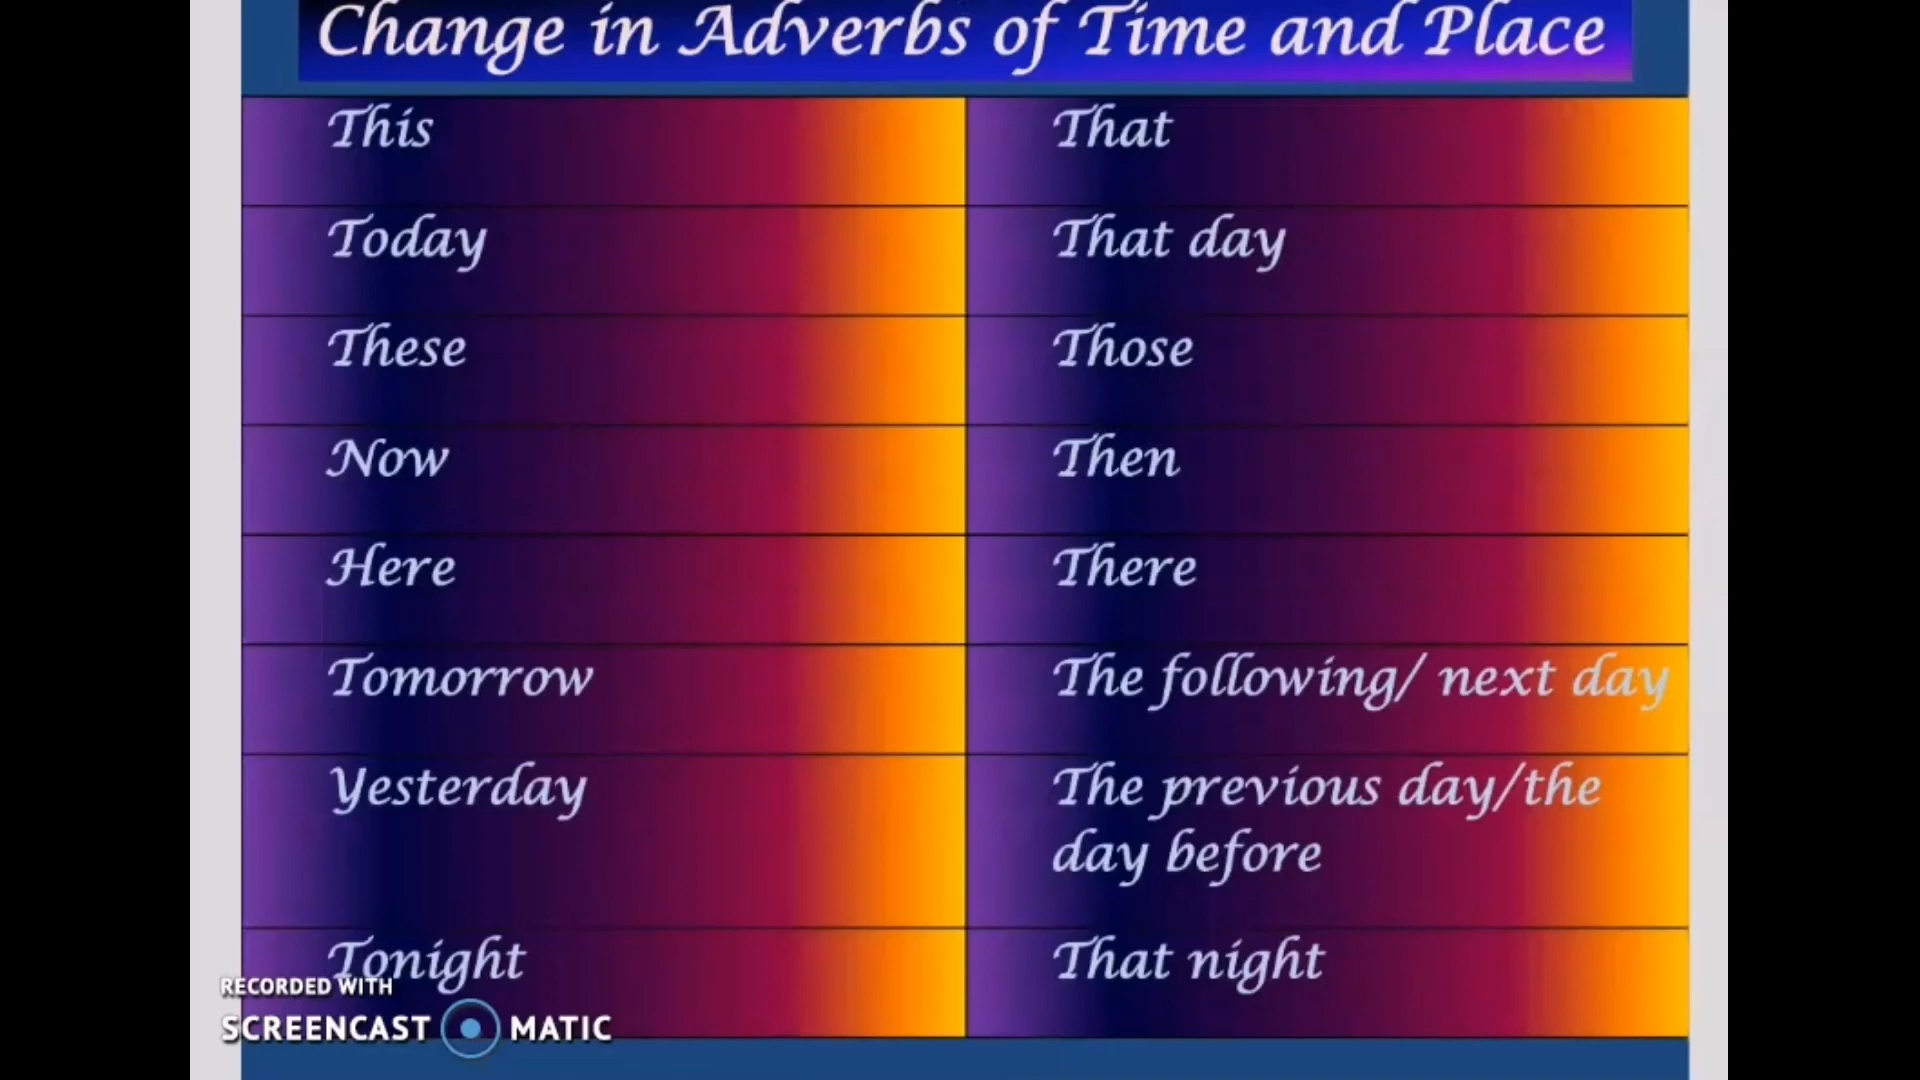 Change in Adverbs of Time and Place
This That
Today That day
These Those
Now Then
Here There
Tomorrow The following/ next day
Yesterday The previous day/the
day before
Tonight That night
RECORDED WITH
SCREENCAST MATIC